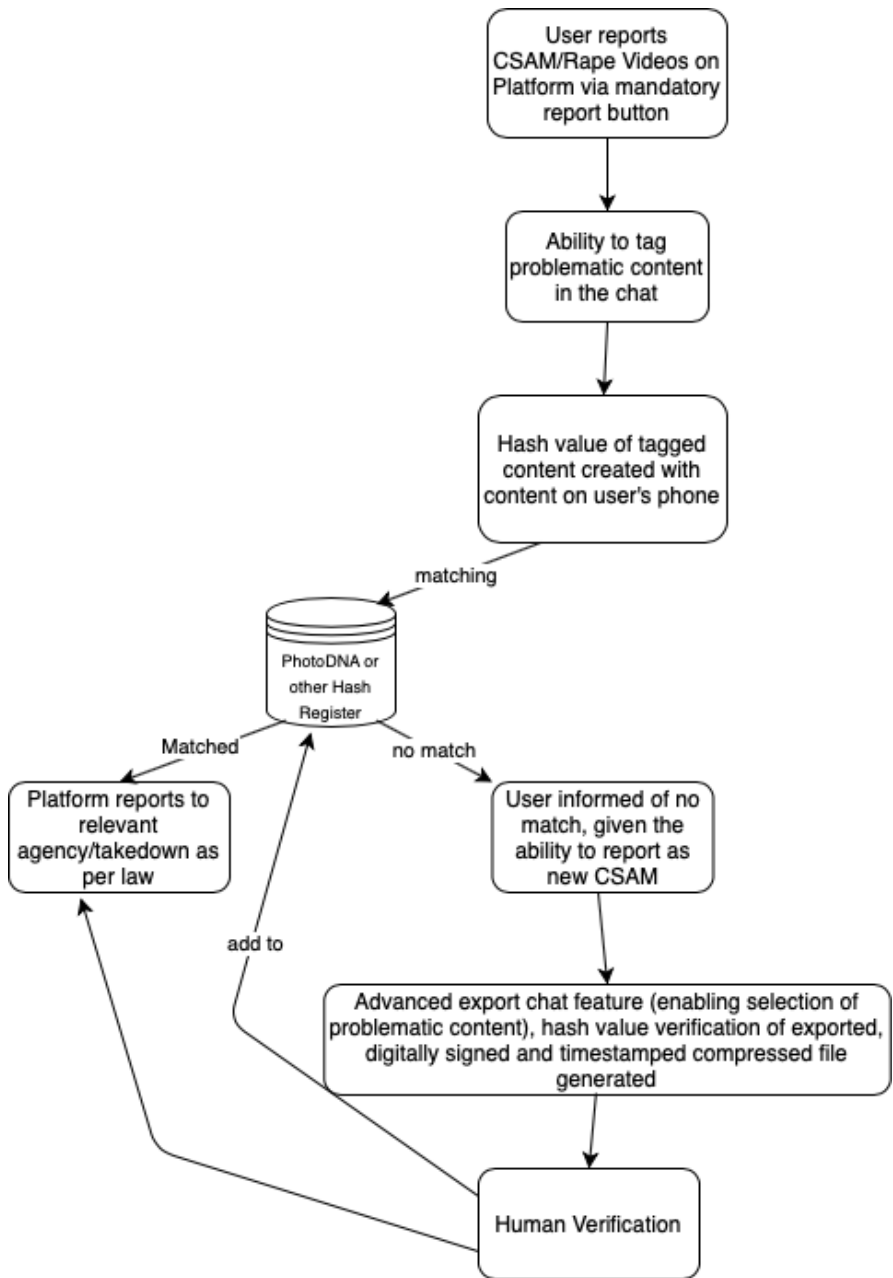 User reports
CSAM/Rape Videos on
Platform via mandatory
report button
Ability to tag
problematic content
in the chat
Hash value of tagged
content created with
content on user's phone
matching
PhotoDNA or
other Hash
Register
Matched
no match
Platform reports to
relevant
agency/takedown as
per law
User informed of no
match, given the
ability to report as
new CSAM
add to
Advanced export chat feature (enabling selection of
problematic content), hash value verification of exported,
digitally signed and timestamped compressed file
generated
Human Verification